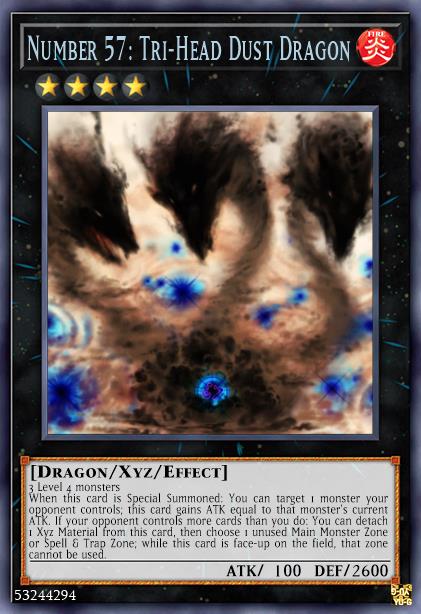 Number 57: Tri-Head Dust Dragon
FIRE
炎
[Dragon/Xyz/Effect]
3 Level 4 monsters
When this card is Special Summoned: You can target 1 monster your
opponent controls; this card gains ATK equal to that monster's current
ATK. If your opponent controls more cards than you do: You can detach
1 Xyz Material from this card, then choose 1 unused Main Monster Zone
or Spell & Trap Zone; while this card is face-up on the field, that zone
cannot be used.
ATK/ 100 DEF/2600
53244294